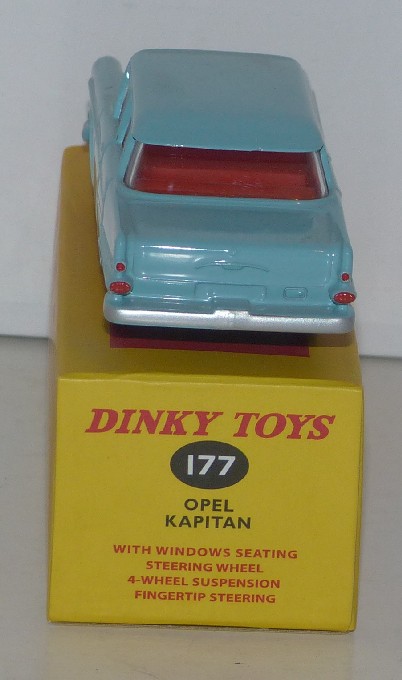 DINKY TOYS
177
OPEL
KAPITAN
WITH WINDOWS SEATING
STEERING WHEEL
4-WHEEL SUSPENSION
FINGERTIP STEERING